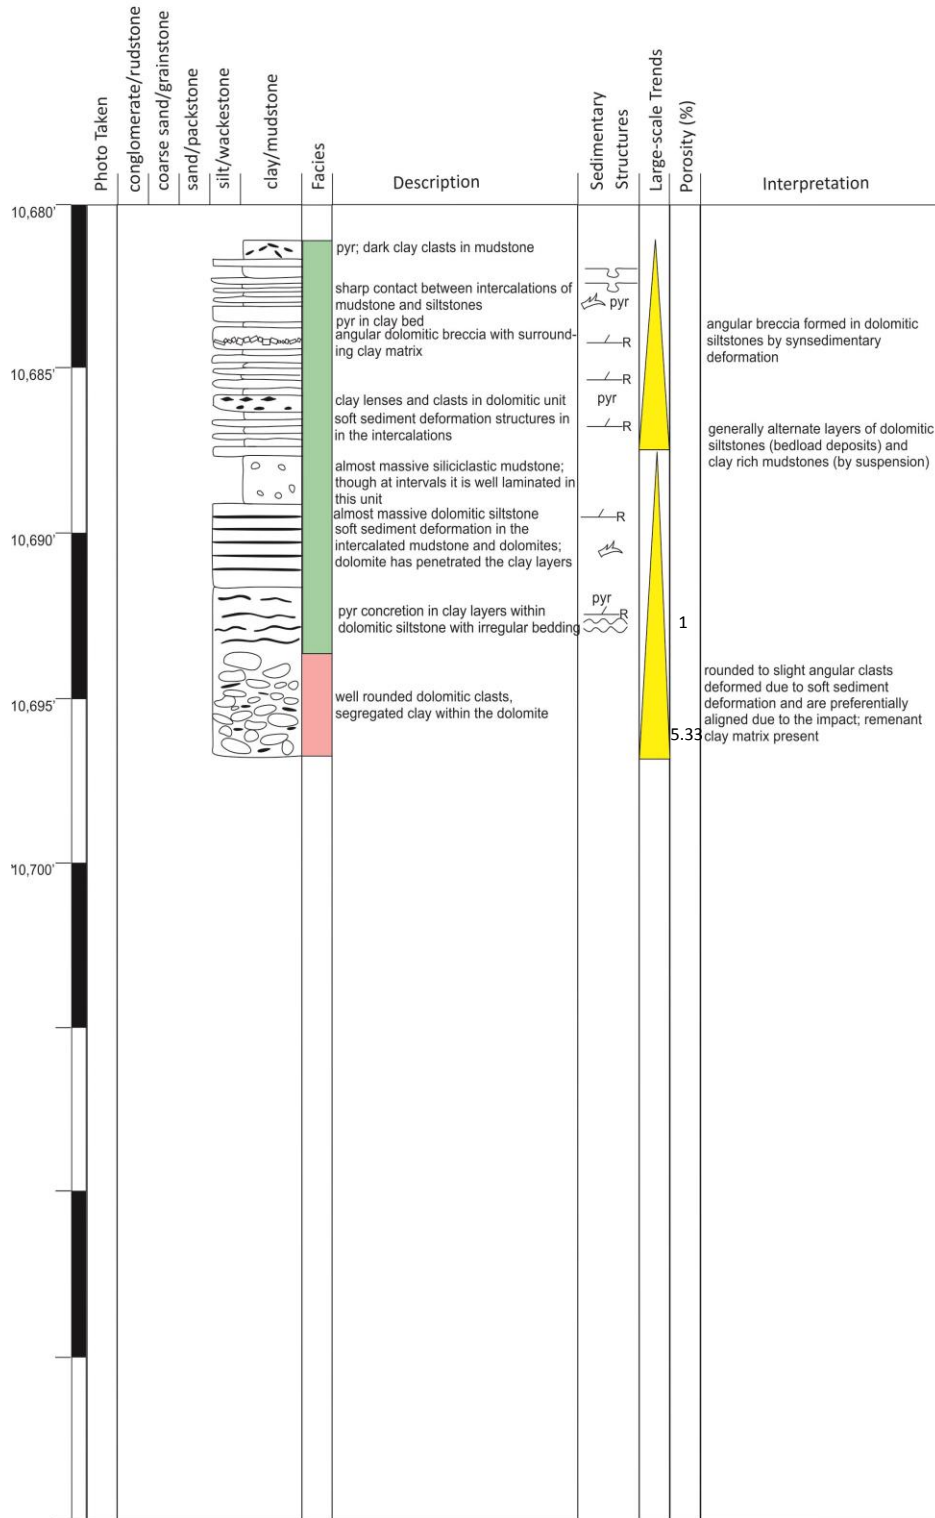 Photo Taken
conglomerate/rudstone
coarse sand/grainstone
sand/packstone
silt/wackestone
clay/mudstone
Facies
Description
Sedimentary
Structures
Large-scale Trends
Porosity (%)
Interpretation
10,680'
pyr; dark clay clasts in mudstone
sharp contact between intercalations of
mudstone and siltstones
pyr in clay bed
angular dolomitic breccia with surround-
ing clay matrix
pyr
R
angular breccia formed in dolomitic
siltstones by synsedimentary
deformation
10,685'
R
clay lenses and clasts in dolomitic unit
pyr
soft sediment deformation structures in
in the intercalations
R
generally alternate layers of dolomitic
siltstones (bedload deposits) and
clay rich mudstones (by suspension)
almost massive siliciclastic mudstone;
though at intervals it is well laminated in
this unit
almost massive dolomitic siltstone
R
10,690'
soft sediment deformation in the
intercalated mudstone and dolomites;
dolomite has penetrated the clay layers
pyr
R
pyr concretion in clay layers within
dolomitic siltstone with irregular bedding
1
10,695'
well rounded dolomitic clasts,
segregated clay within the dolomite
5.33
rounded to slight angular clasts
deformed due to soft sediment
deformation and are preferentially
aligned due to the impact; remenant
clay matrix present
10,700'